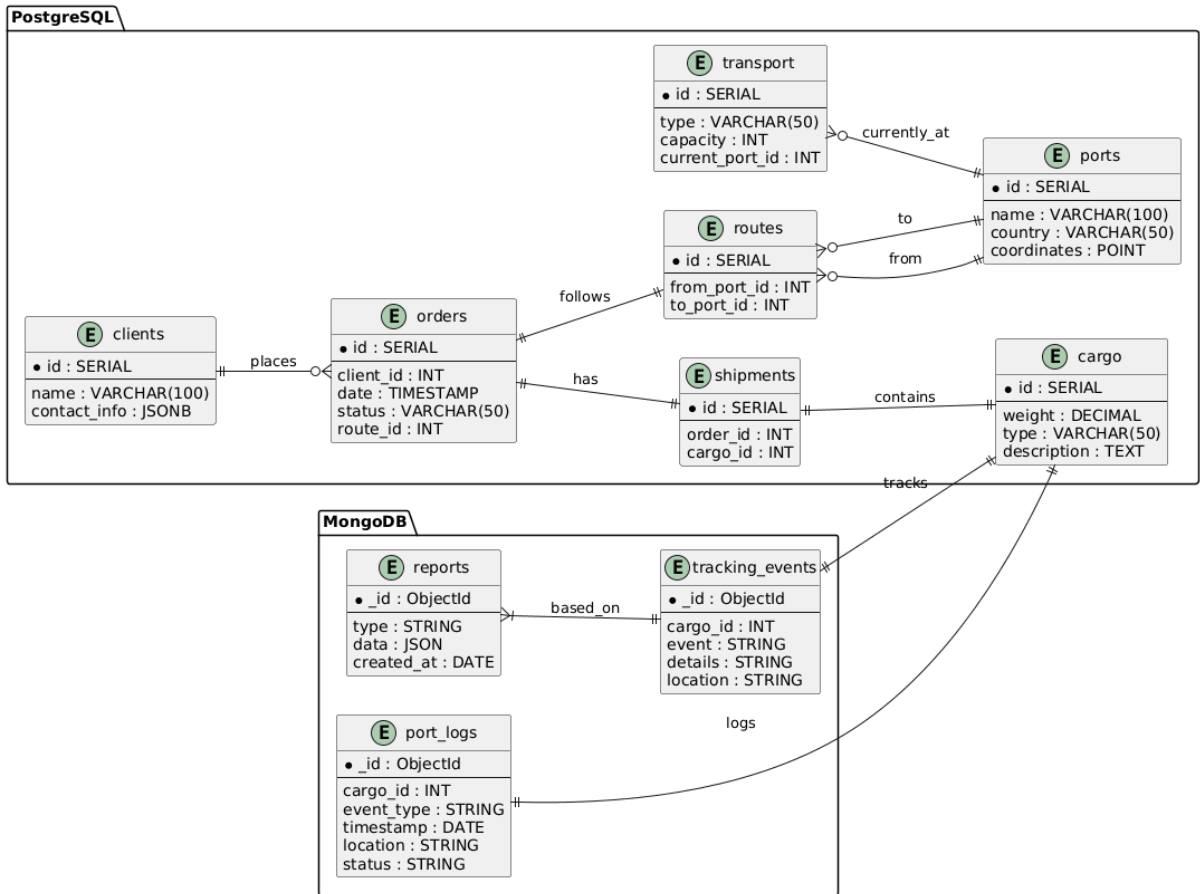 PostgreSQL
E transport
id : SERIAL
type : VARCHAR(50)
capacity : INT
current_port_id : INT
currently_at
E ports
id : SERIAL
name : VARCHAR(100)
country : VARCHAR(50)
coordinates : POINT
to
from
E routes
id : SERIAL
from_port_id : INT
to_port_id : INT
follows
E orders
id : SERIAL
client_id : INT
date : TIMESTAMP
status : VARCHAR(50)
route_id : INT
places
E clients
id : SERIAL
name : VARCHAR(100)
contact_info : JSONB
has
E shipments
id : SERIAL
order_id : INT
cargo_id : INT
contains
E cargo
id : SERIAL
weight : DECIMAL
type : VARCHAR(50)
description : TEXT
tracks
MongoDB
E reports
_id : ObjectId
type : STRING
data : JSON
created_at : DATE
based_on
E tracking_events
_id : ObjectId
cargo_id : INT
event : STRING
details : STRING
location : STRING
logs
E port_logs
_id : ObjectId
cargo_id : INT
event_type : STRING
timestamp : DATE
location : STRING
status : STRING